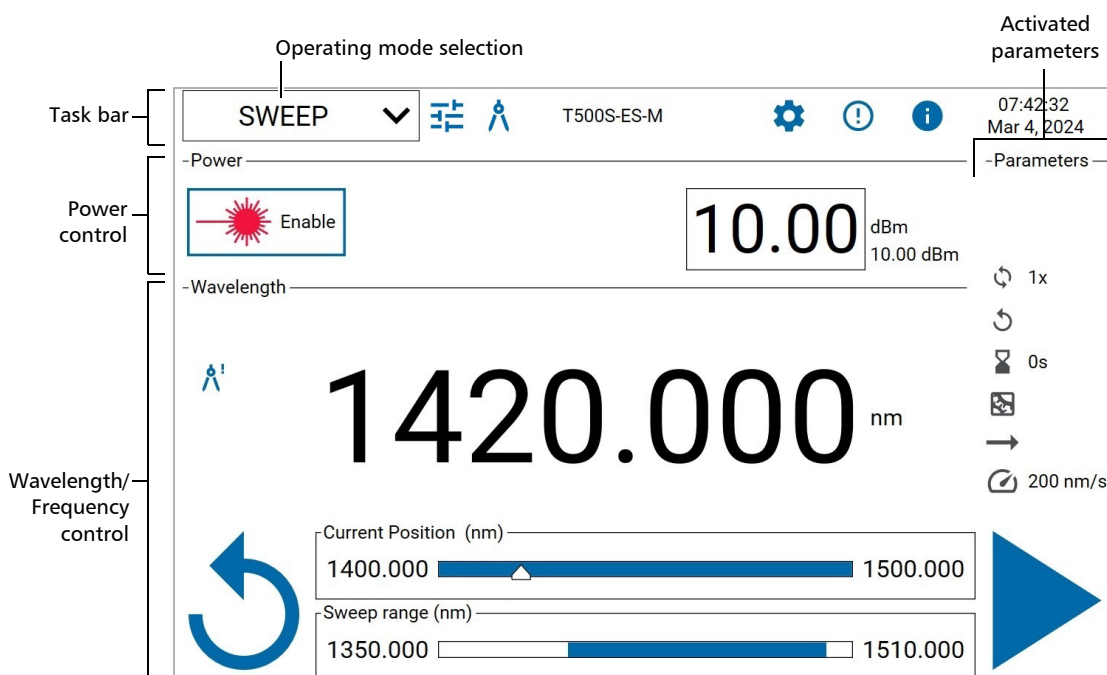 Operating mode selection
Activated
parameters
Task bar
SWEEP
T500S-ES-M
07:42:32
Mar 4, 2024
Power
Parameters
Power
control
Enable
10.00 dBm
10.00 dBm
Wavelength
1x
0s
1420.000 nm
200 nm/s
Wavelength/
Frequency
control
Current Position (nm)
1400.000 1500.000
Sweep range (nm)
1350.000 1510.000